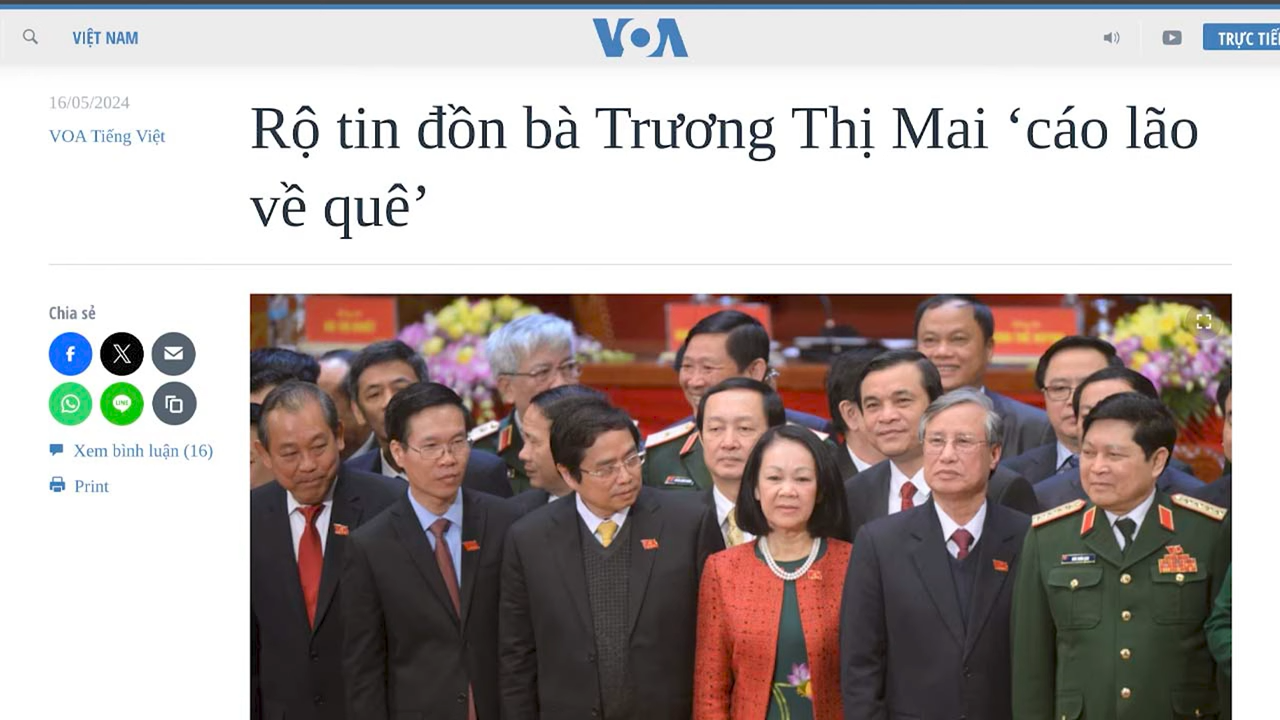 VIỆT NAM
VOA
TRỰC TIẾ
16/05/2024
VOA Tiếng Việt
Rộ tin đồn bà Trương Thị Mai ‘cáo lão
về quê’
Chia sẻ
LINE
Xem bình luận (16)
Print